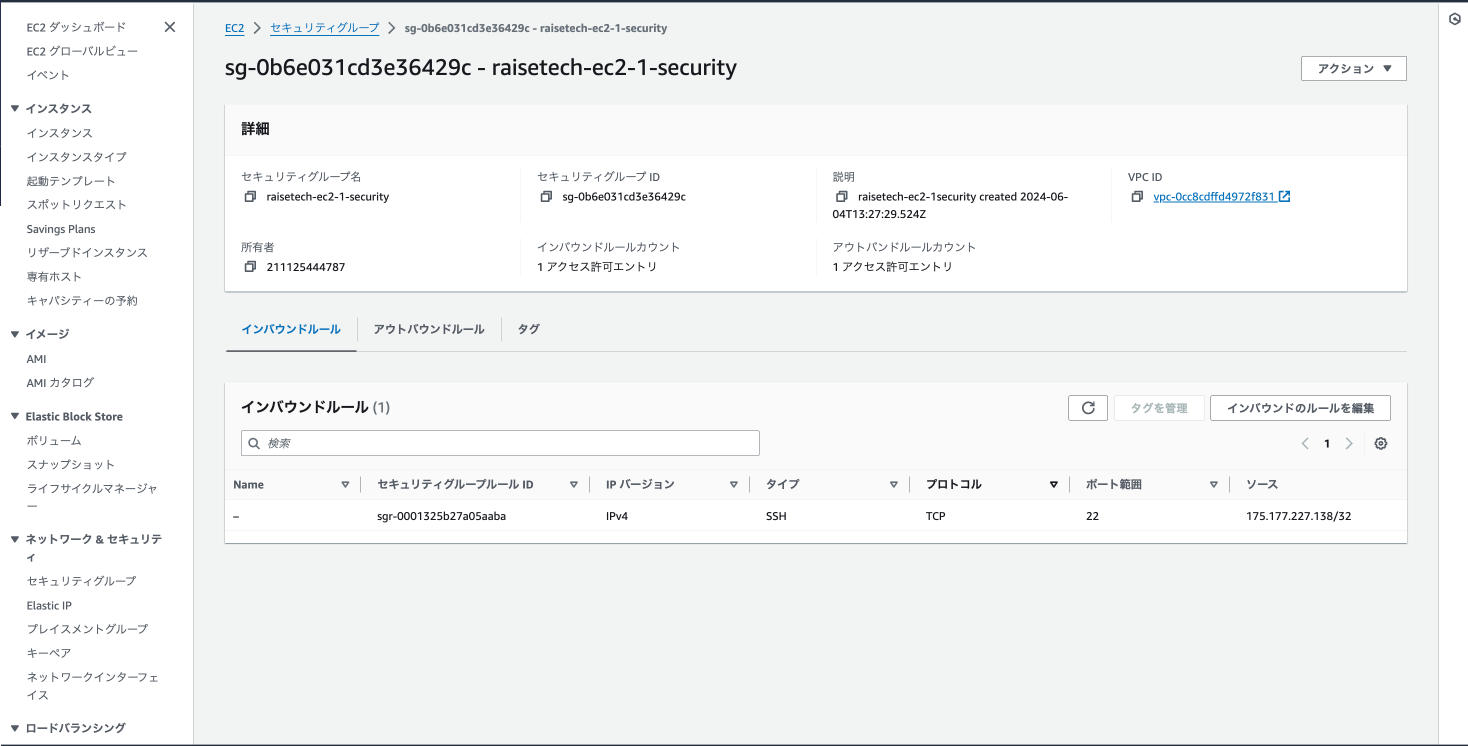 EC2 ダッシュボード
EC2 グローバルビュー
イベント
インスタンス
インスタンス
インスタンスタイプ
起動テンプレート
スポットリクエスト
Savings Plans
リザーブドインスタンス
専有ホスト
キャパシティーの予約
イメージ
AMI
AMI カタログ
Elastic Block Store
ボリューム
スナップショット
ライフサイクルマネージャ
ー
ネットワーク & セキュリテ
ィ
セキュリティグループ
Elastic IP
プレイスメントグループ
キーペア
ネットワークインターフェ
イス
ロードバランシング
EC2 > セキュリティグループ > sg-0b6e031cd3e36429c - raisetech-ec2-1-security
sg-0b6e031cd3e36429c - raisetech-ec2-1-security
アクション
詳細
セキュリティグループ名
raisetech-ec2-1-security
セキュリティグループ ID
sg-0b6e031cd3e36429c
説明
raisetech-ec2-1security created 2024-06-
04T13:27:29.524Z
VPC ID
vpc-0cc8cdffd4972f831
所有者
211125444787
インバウンドルールカウント
1 アクセス許可エントリ
アウトバンドルールカウント
1 アクセス許可エントリ
インバウンドルール アウトバウンドルール タグ
インバウンドルール (1)
タグを管理 インバウンドのルールを編集
検索
1
Name セキュリティグループルール ID IP バージョン タイプ プロトコル ポート範囲 ソース
– sgr-0001325b27a05aaba IPv4 SSH TCP 22 175.177.227.138/32